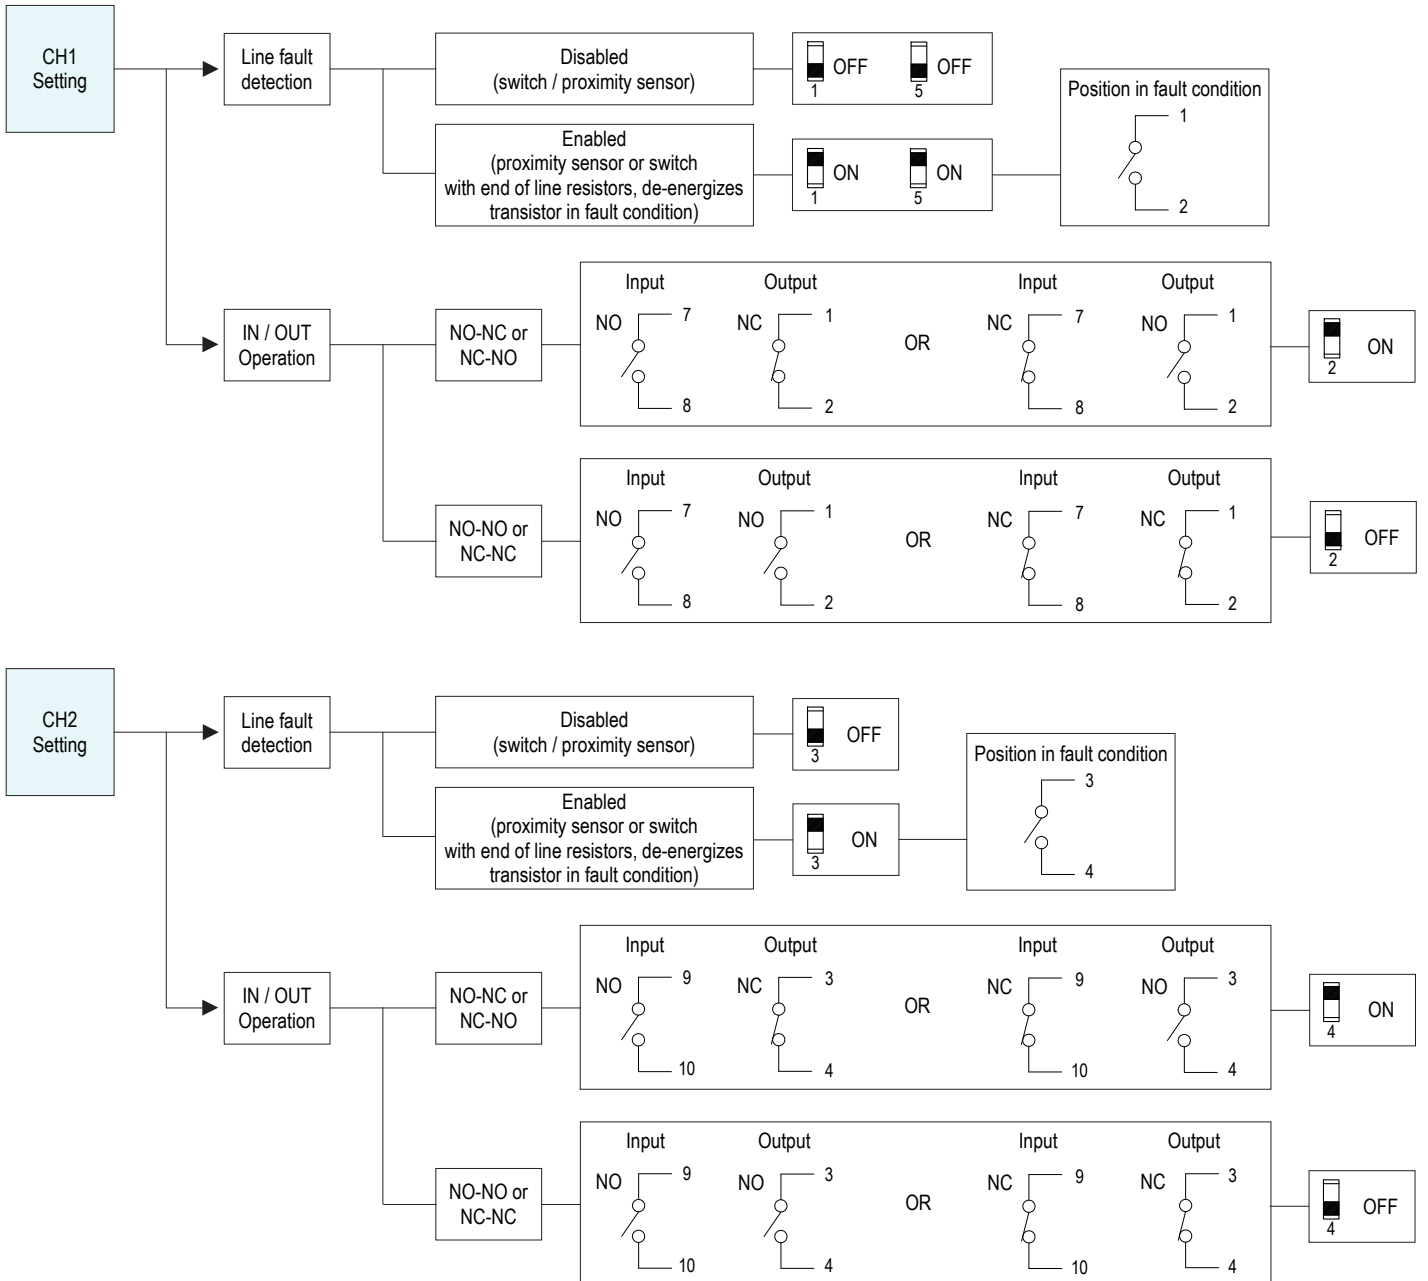 CH1
Setting
Line fault
detection
Disabled
(switch / proximity sensor)
1
OFF
5
OFF
Enabled
(proximity sensor or switch
with end of line resistors, de-energizes
transistor in fault condition)
1
ON
5
ON
Position in fault condition
1
2
IN / OUT
Operation
NO-NC or
NC-NO
Input Output Input Output
NO 7 NC 1 OR NC 7 NO 1
8 2 8 2
2
ON
NO-NO or
NC-NC
Input Output Input Output
NO 7 NO 1 OR NC 7 NC 1
8 2 8 2
2
OFF
CH2
Setting
Line fault
detection
Disabled
(switch / proximity sensor)
3
OFF
Enabled
(proximity sensor or switch
with end of line resistors, de-energizes
transistor in fault condition)
3
ON
Position in fault condition
3
4
IN / OUT
Operation
NO-NC or
NC-NO
Input Output Input Output
NO 9 NC 3 OR NC 9 NO 3
10 4 10 4
4
ON
NO-NO or
NC-NC
Input Output Input Output
NO 9 NO 3 OR NC 9 NC 3
10 4 10 4
4
OFF